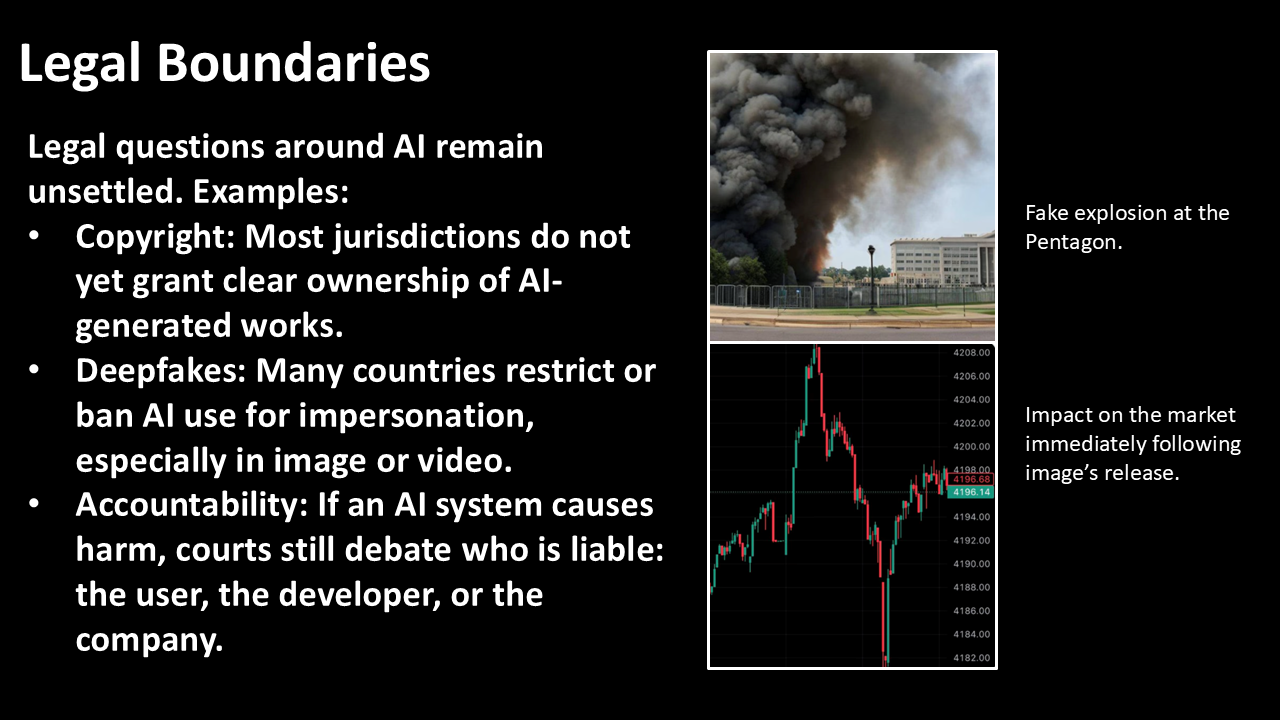 Legal Boundaries
Legal questions around AI remain
unsettled. Examples:
• Copyright: Most jurisdictions do not
yet grant clear ownership of AI-
generated works.
• Deepfakes: Many countries restrict or
ban AI use for impersonation,
especially in image or video.
• Accountability: If an AI system causes
harm, courts still debate who is liable:
the user, the developer, or the
company.
Fake explosion at the
Pentagon.
4208.00
4206.00
4204.00
4202.00
4200.00
4198.00
4196.68
4196.14
4194.00
4192.00
4190.00
4188.00
4186.00
4184.00
4182.00
Impact on the market
immediately following
image’s release.